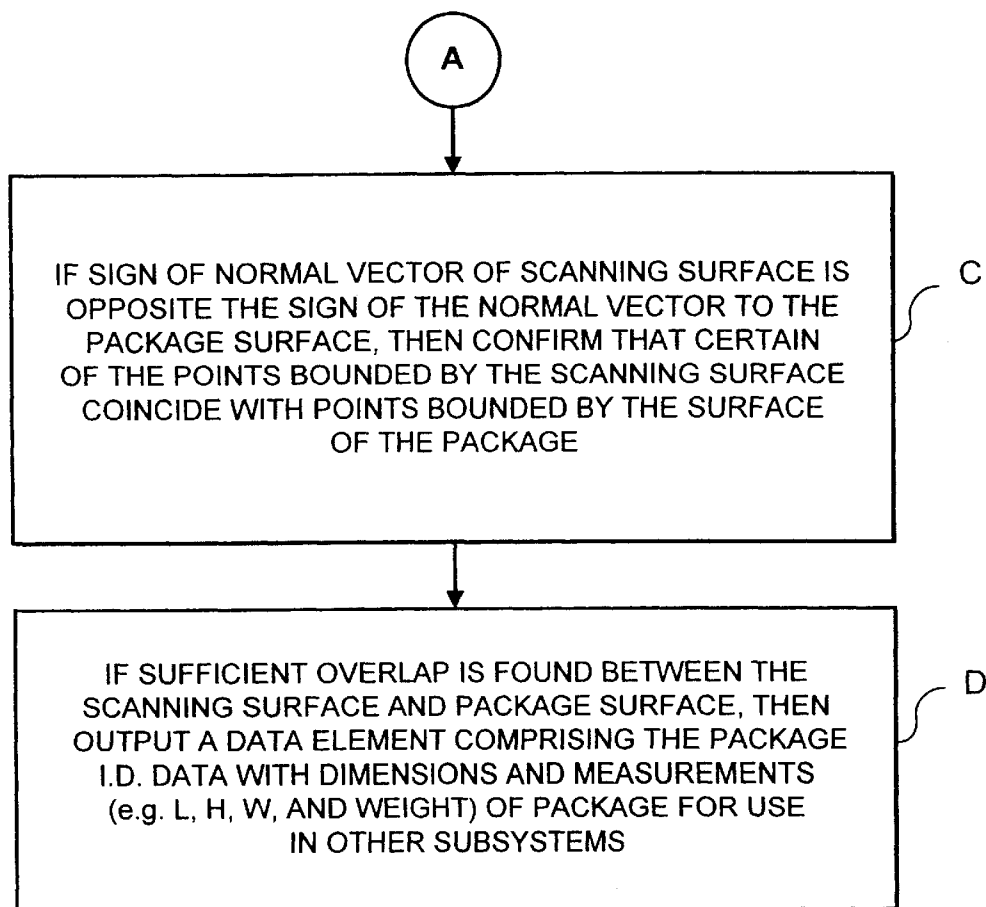 A
IF SIGN OF NORMAL VECTOR OF SCANNING SURFACE IS
OPPOSITE THE SIGN OF THE NORMAL VECTOR TO THE
PACKAGE SURFACE, THEN CONFIRM THAT CERTAIN
OF THE POINTS BOUNDED BY THE SCANNING SURFACE
COINCIDE WITH POINTS BOUNDED BY THE SURFACE
OF THE PACKAGE
C
IF SUFFICIENT OVERLAP IS FOUND BETWEEN THE
SCANNING SURFACE AND PACKAGE SURFACE, THEN
OUTPUT A DATA ELEMENT COMPRISING THE PACKAGE
I.D. DATA WITH DIMENSIONS AND MEASUREMENTS
(e.g. L, H, W, AND WEIGHT) OF PACKAGE FOR USE
IN OTHER SUBSYSTEMS
D